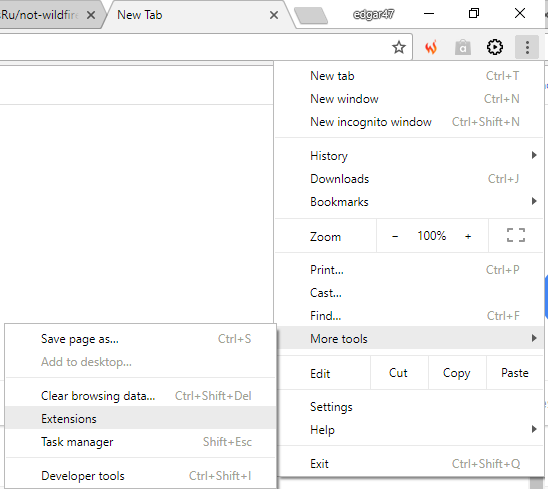 sRu/not-wildfire
New Tab
edgar47
a
New tab Ctrl+T
New window Ctrl+N
New incognito window Ctrl+Shift+N
History
Downloads Ctrl+J
Bookmarks
Zoom − 100% +
Print... Ctrl+P
Cast...
Find... Ctrl+F
More tools
Edit Cut Copy Paste
Settings
Help
Exit Ctrl+Shift+Q
Save page as... Ctrl+S
Add to desktop...
Clear browsing data... Ctrl+Shift+Del
Extensions
Task manager Shift+Esc
Developer tools Ctrl+Shift+I